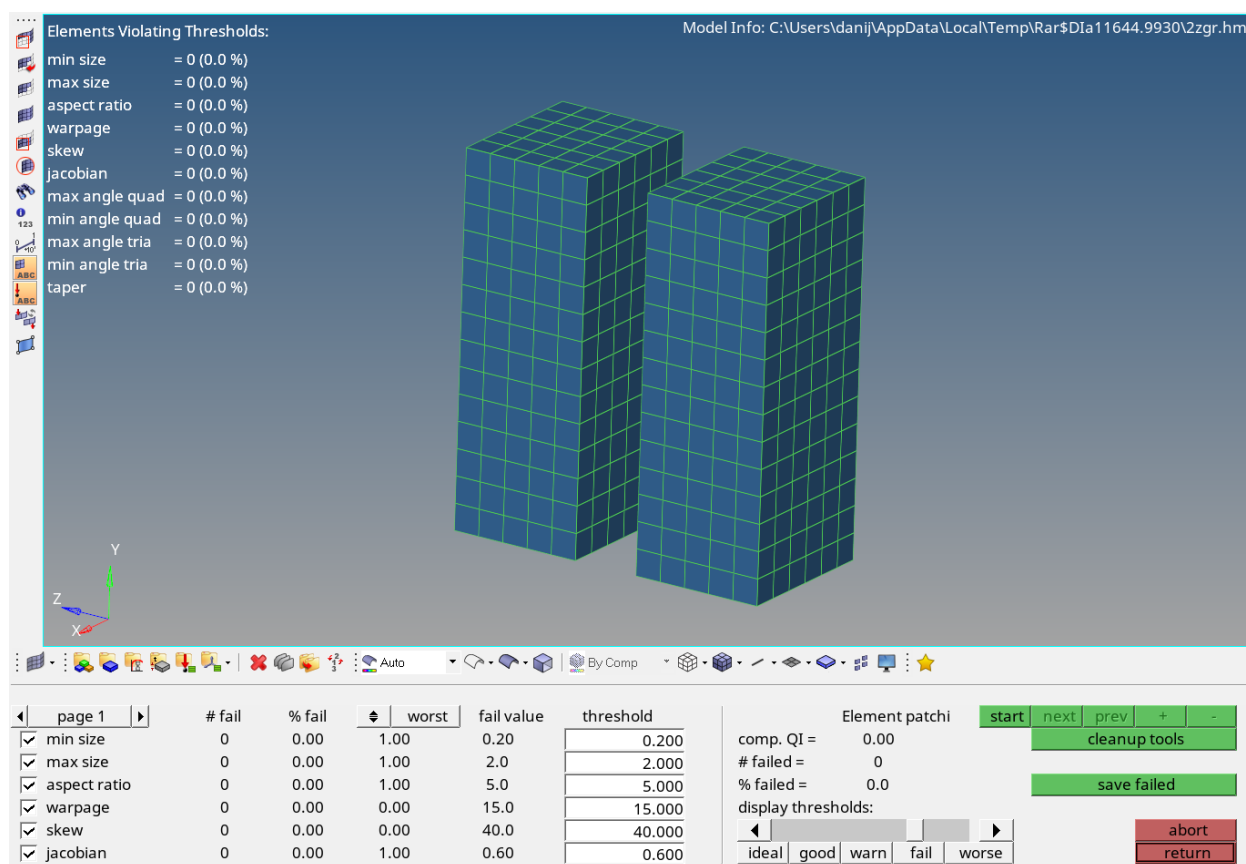 Elements Violating Thresholds:
Model Info: C:\Users\danij\AppData\Local\Temp\Rar$DIa11644.9930\2zgr.hm
min size = 0 (0.0 %)
max size = 0 (0.0 %)
aspect ratio = 0 (0.0 %)
warpage = 0 (0.0 %)
skew = 0 (0.0 %)
jacobian = 0 (0.0 %)
max angle quad = 0 (0.0 %)
min angle quad = 0 (0.0 %)
max angle tria = 0 (0.0 %)
min angle tria = 0 (0.0 %)
taper = 0 (0.0 %)
123
ABC
ABC
Y
Z
X
Auto
By Comp
page 1 # fail % fail worst fail value threshold
min size 0 0.00 1.00 0.20 0.200
max size 0 0.00 1.00 2.0 2.000
aspect ratio 0 0.00 1.00 5.0 5.000
warpage 0 0.00 0.00 15.0 15.000
skew 0 0.00 0.00 40.0 40.000
jacobian 0 0.00 1.00 0.60 0.600
Element patchi start next prev + -
comp. QI = 0.00 cleanup tools
# failed = 0
% failed = 0.0 save failed
display thresholds:
abort
ideal good warn fail worse return